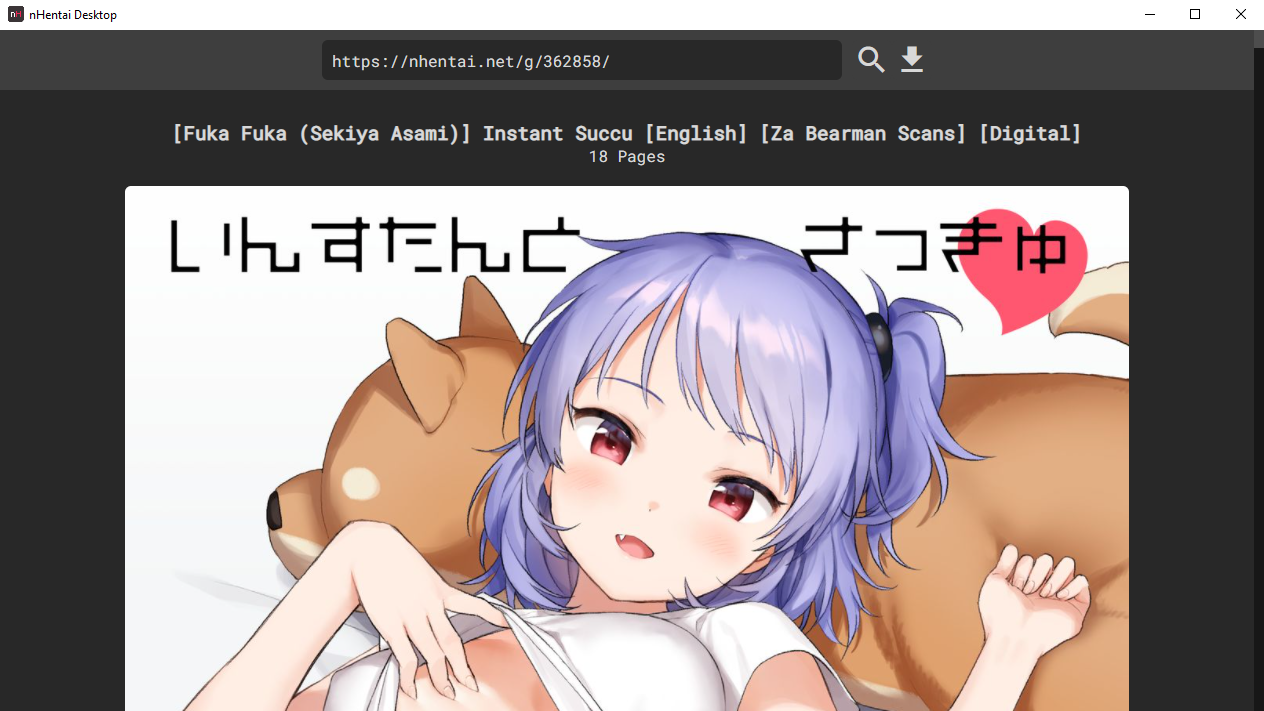 nHentai Desktop
https://nhentai.net/g/362858/
[Fuka Fuka (Sekiya Asami)] Instant Succu [English] [Za Bearman Scans] [Digital]
18 Pages
いんすたんと さっきゅ